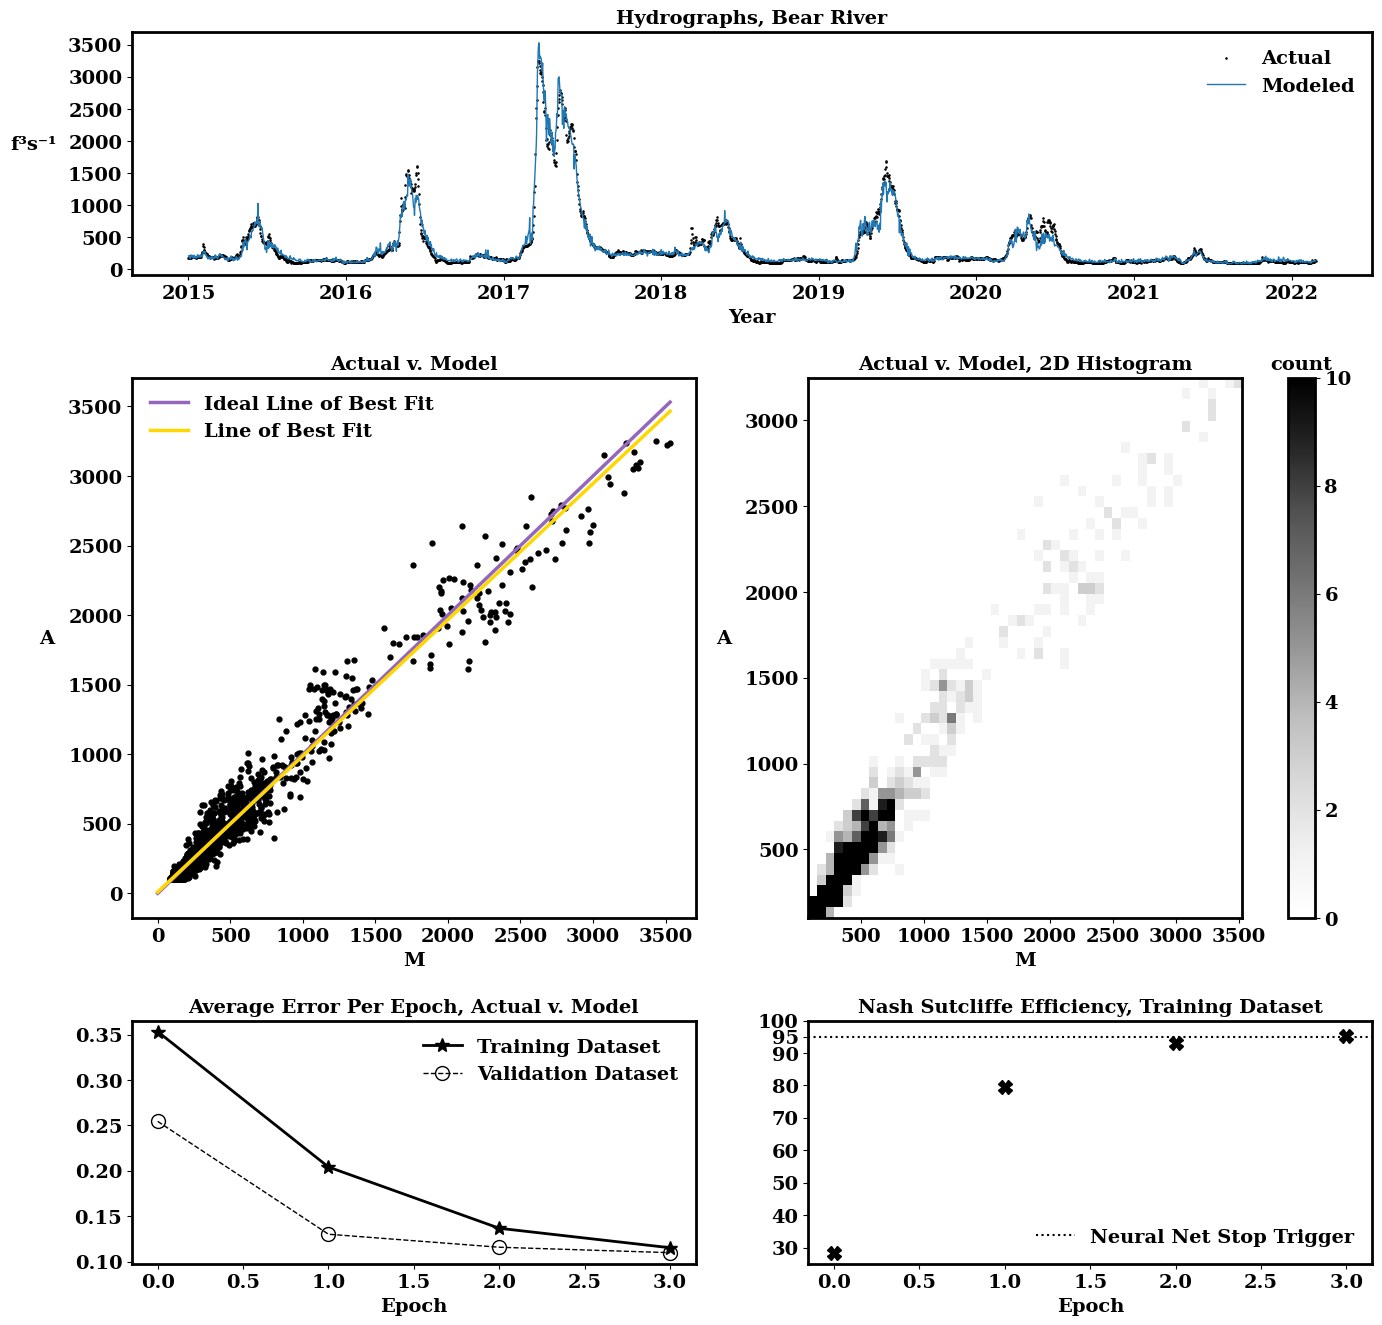 Hydrographs, Bear River
3500
3000
2500
2000
1500
1000
500
0
f³s⁻¹
Actual
Modeled
2015 2016 2017 2018 2019 2020 2021 2022
Year
Actual v. Model
3500
3000
2500
2000
1500
1000
500
0
A
Ideal Line of Best Fit
Line of Best Fit
0 500 1000 1500 2000 2500 3000 3500
M
Actual v. Model, 2D Histogram
3000
2500
2000
1500
1000
500
A
500 1000 1500 2000 2500 3000 3500
M
count
10
8
6
4
2
0
Average Error Per Epoch, Actual v. Model
0.35
0.30
0.25
0.20
0.15
0.10
Training Dataset
Validation Dataset
0.0 0.5 1.0 1.5 2.0 2.5 3.0
Epoch
Nash Sutcliffe Efficiency, Training Dataset
100
95
90
80
70
60
50
40
30
Neural Net Stop Trigger
0.0 0.5 1.0 1.5 2.0 2.5 3.0
Epoch